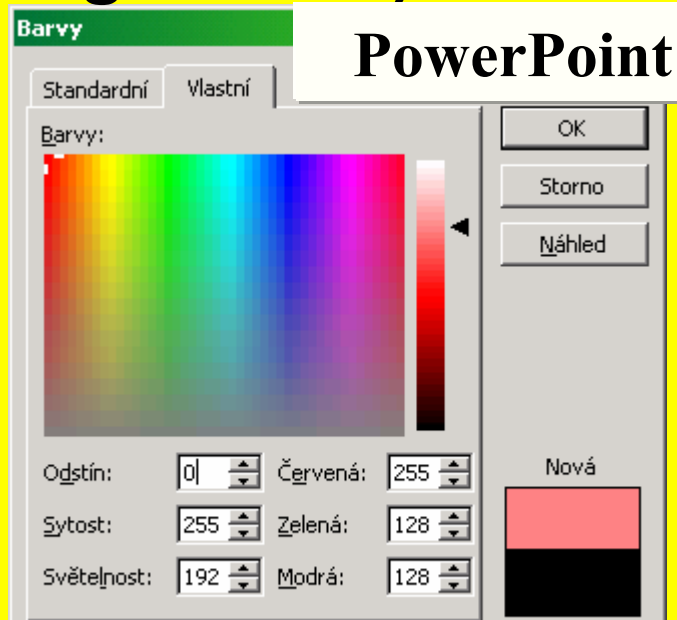 Barvy
PowerPoint
Standardní Vlastní
Barvy:
OK
Storno
Náhled
Odstín: 0 Červená: 255
Sytost: 255 Zelená: 128
Světelnost: 192 Modrá: 128
Nová